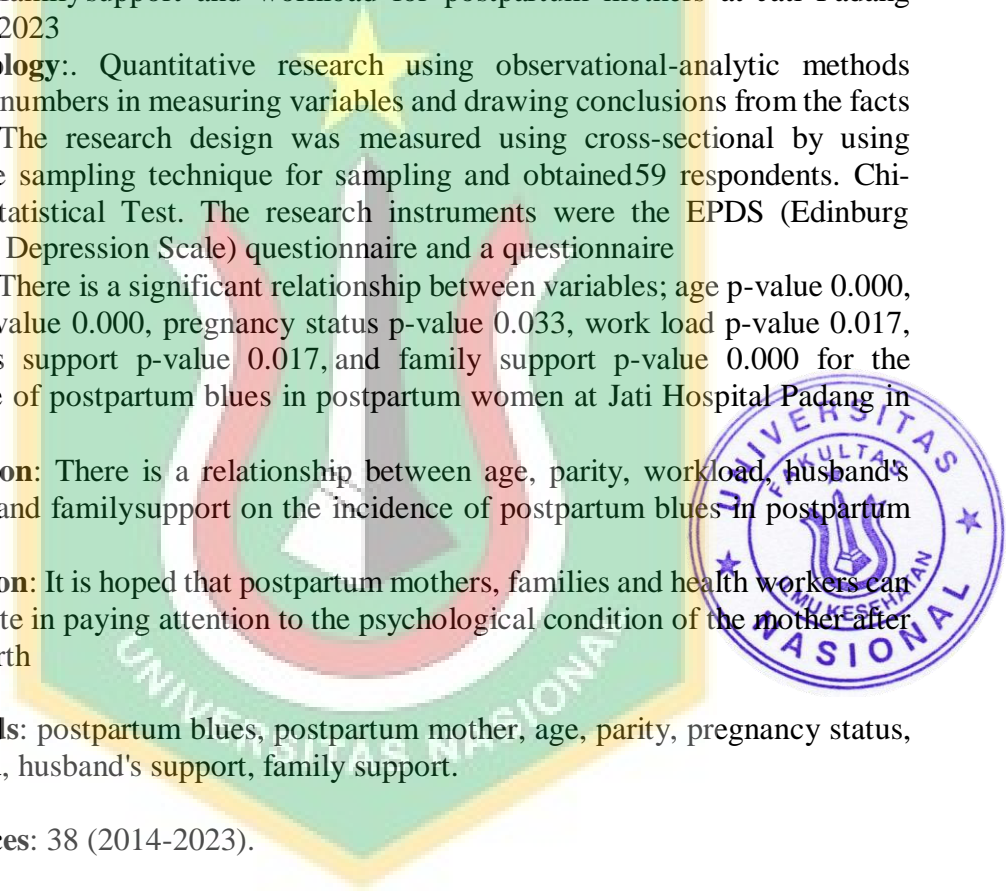 support and workload for postpartum mothers at Jati Padang
2023
ology:. Quantitative research using observational-analytic methods
numbers in measuring variables and drawing conclusions from the facts
The research design was measured using cross-sectional by using
e sampling technique for sampling and obtained59 respondents. Chi-
tatistical Test. The research instruments were the EPDS (Edinburg
Depression Scale) questionnaire and a questionnaire
There is a significant relationship between variables; age p-value 0.000,
value 0.000, pregnancy status p-value 0.033, work load p-value 0.017,
s support p-value 0.017, and family support p-value 0.000 for the
e of postpartum blues in postpartum women at Jati Hospital Padang in
on: There is a relationship between age, parity, workload, husband's
and familysupport on the incidence of postpartum blues in postpartum
on: It is hoped that postpartum mothers, families and health workers can
te in paying attention to the psychological condition of the mother after
rth
ds: postpartum blues, postpartum mother, age, parity, pregnancy status,
, husband's support, family support.
ces: 38 (2014-2023).
UNIVERSITAS NASIONAL
UNIVERSITAS NASIONAL
FAKULTAS
ILMU KESEHATAN